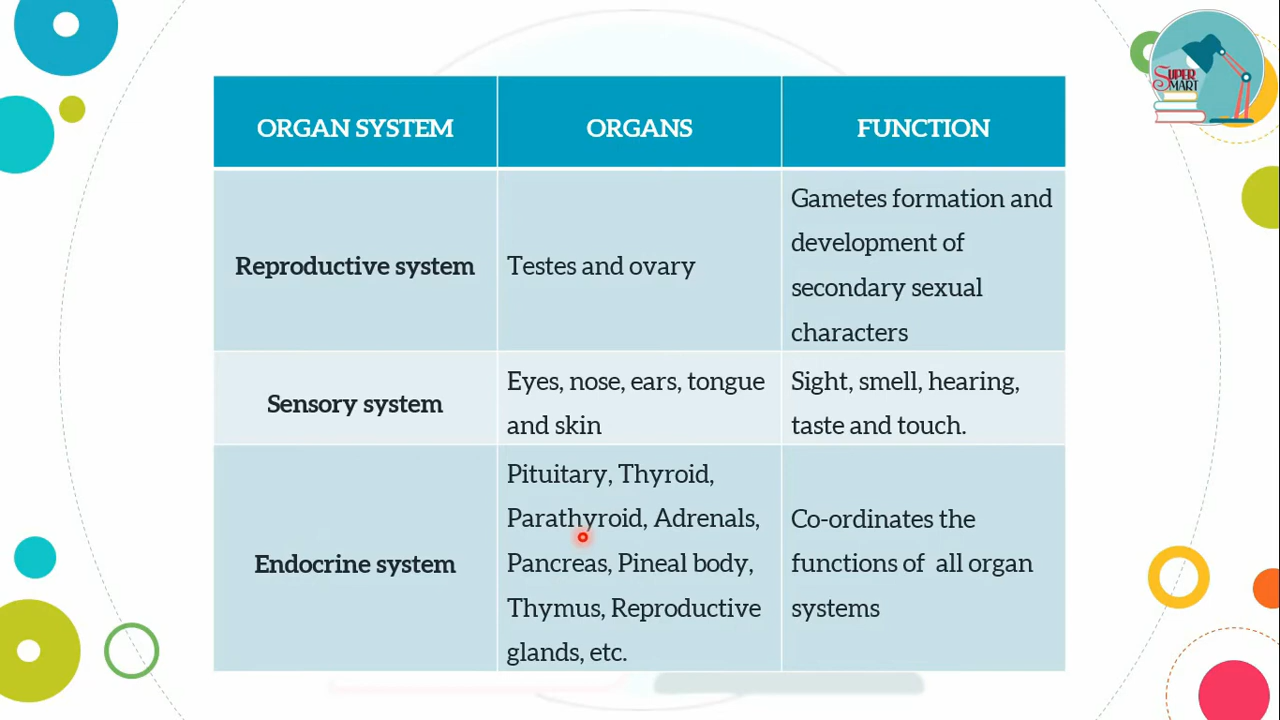 SUPER
MART
ORGAN SYSTEM
ORGANS
FUNCTION
Reproductive system
Testes and ovary
Gametes formation and
development of
secondary sexual
characters
Sensory system
Eyes, nose, ears, tongue
and skin
Sight, smell, hearing,
taste and touch.
Endocrine system
Pituitary, Thyroid,
Parathyroid, Adrenals,
Pancreas, Pineal body,
Thymus, Reproductive
glands, etc.
Co-ordinates the
functions of all organ
systems